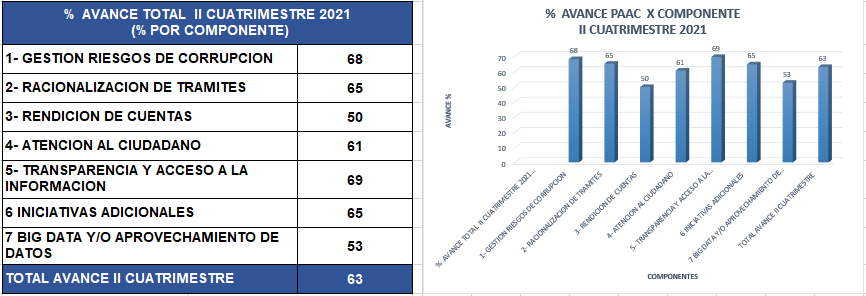 % AVANCE TOTAL II CUATRIMESTRE 2021
(% POR COMPONENTE)
1- GESTION RIESGOS DE CORRUPCION 68
2- RACIONALIZACION DE TRAMITES 65
3- RENDICION DE CUENTAS 50
4- ATENCION AL CIUDADANO 61
5- TRANSPARENCIA Y ACCESO A LA
INFORMACION 69
6 INICIATIVAS ADICIONALES 65
7 BIG DATA Y/O APROVECHAMIENTO DE
DATOS 53
TOTAL AVANCE II CUATRIMESTRE 63
% AVANCE PAAC X COMPONENTE
II CUATRIMESTRE 2021
AVANCE %
70
60
50
40
30
20
10
0
68
65
50
61
69
65
53
63
% AVANCE TOTAL II CUATRIMESTRE 2021...
1- GESTION RIESGOS DE CORRUPCION
2- RACIONALIZACION DE TRAMITES
3- RENDICION DE CUENTAS
4- ATENCION AL CIUDADANO
5- TRANSPARENCIA Y ACCESO A LA...
6 INICIATIVAS ADICIONALES
7 BIG DATA Y/O APROVECHAMIENTO DE...
TOTAL AVANCE II CUATRIMESTRE
COMPONENTES